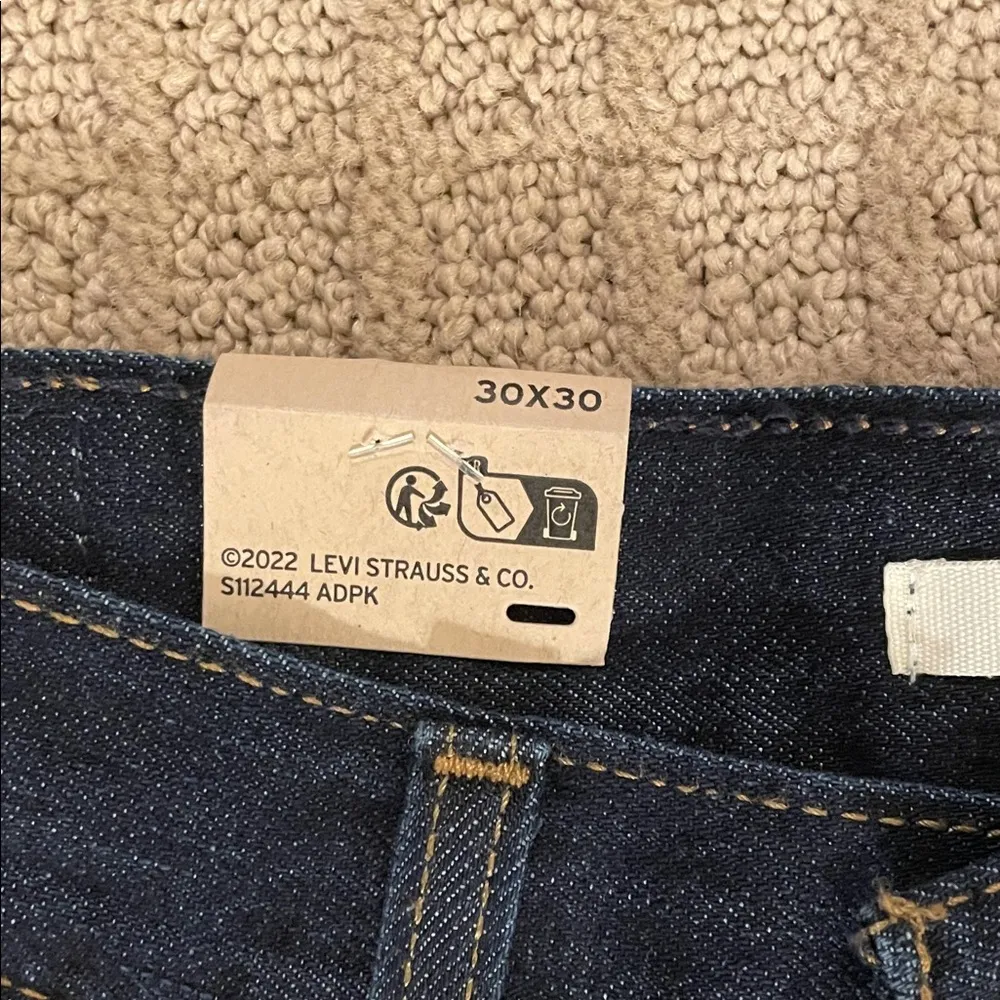 30X30
©2022 LEVI STRAUSS & CO.
S112444 ADPK